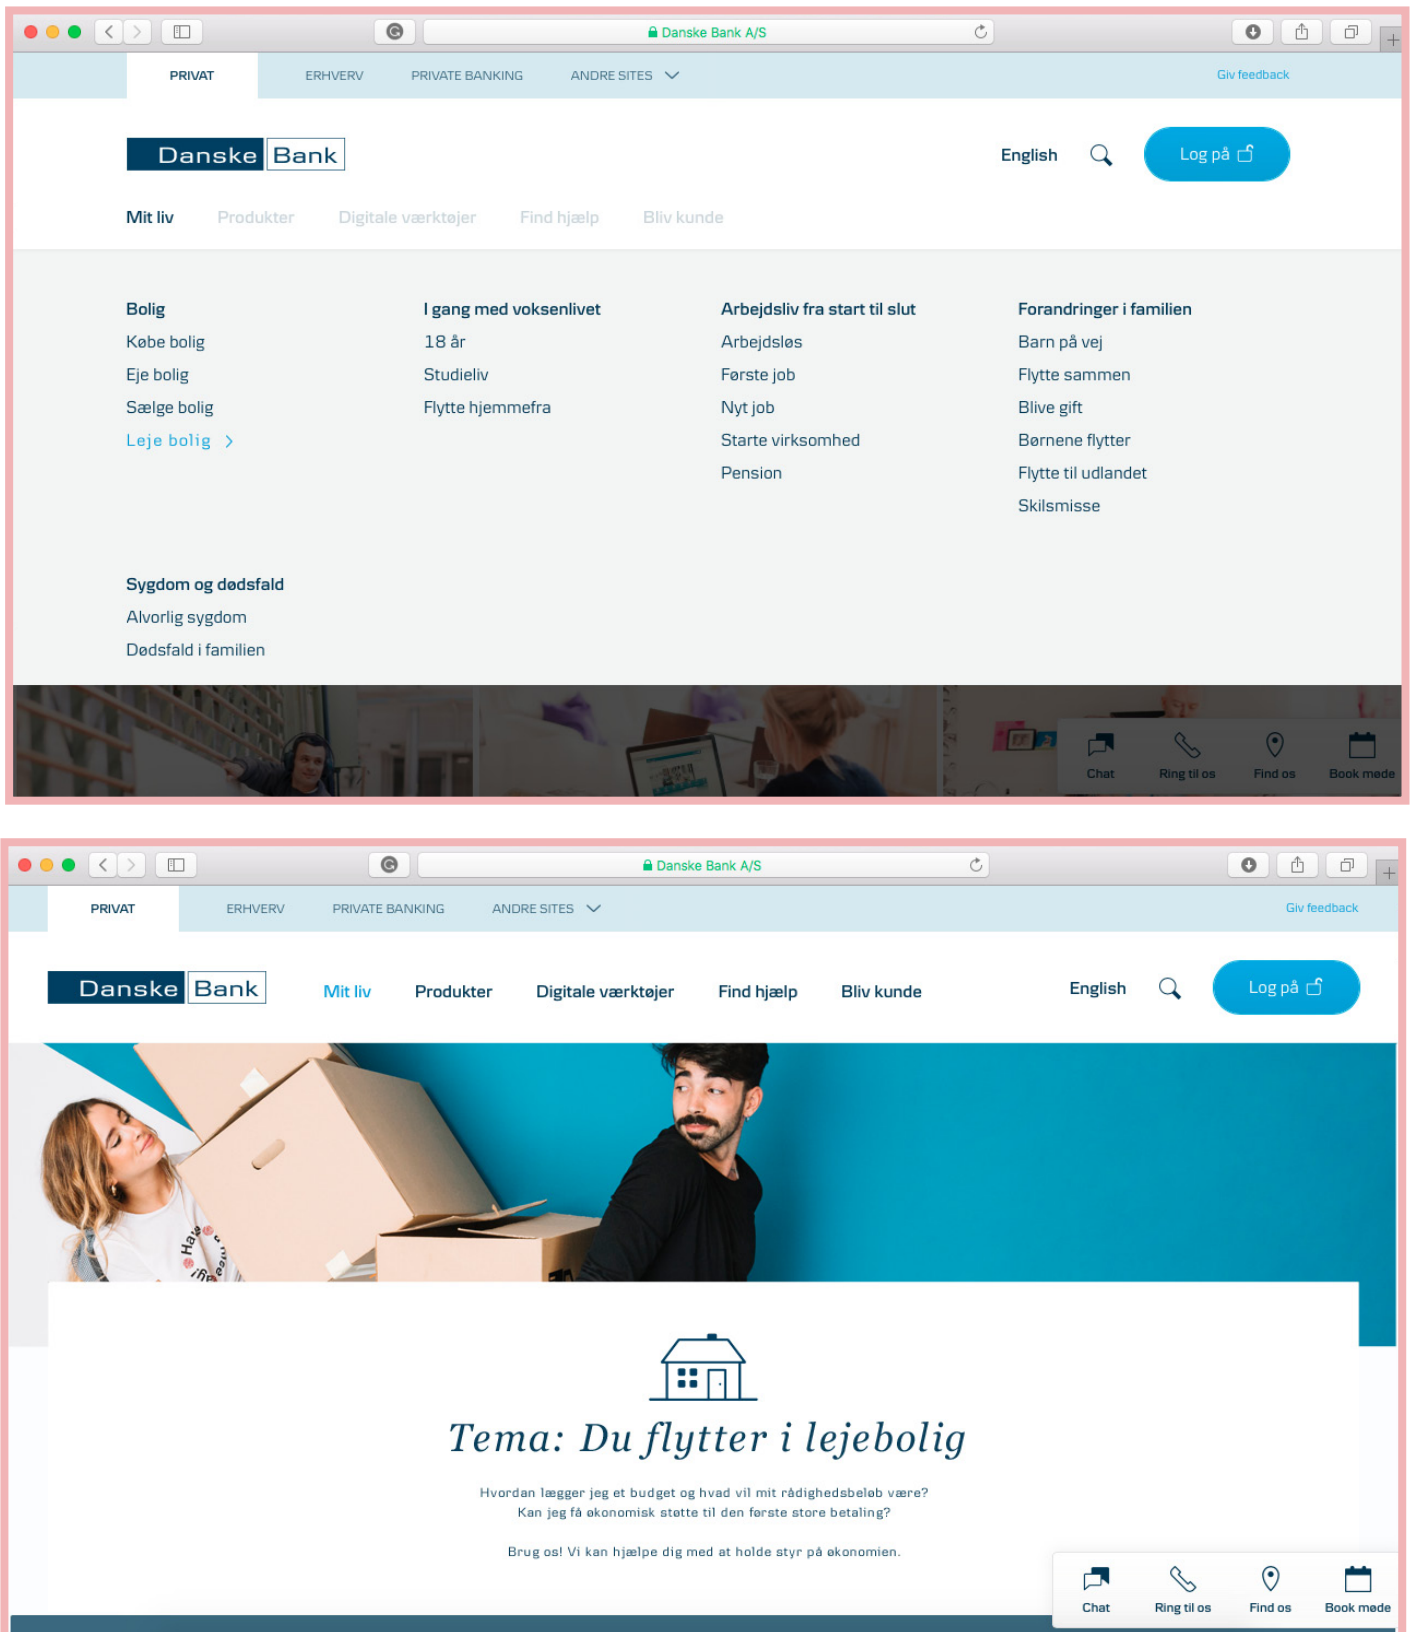 Danske Bank A/S
PRIVAT ERHVERV PRIVATE BANKING ANDRE SITES Giv feedback
Danske Bank English Log på
Mit liv Produkter Digitale værktøjer Find hjælp Bliv kunde
Bolig
Købe bolig
Eje bolig
Sælge bolig
Leje bolig
I gang med voksenlivet
18 år
Studieliv
Flytte hjemmefra
Arbejdsliv fra start til slut
Arbejdsløs
Første job
Nyt job
Starte virksomhed
Pension
Forandringer i familien
Barn på vej
Flytte sammen
Blive gift
Børnene flytter
Flytte til udlandet
Skilsmisse
Sygdom og dødsfald
Alvorlig sygdom
Dødsfald i familien
Chat Ring til os Find os Book møde
Danske Bank A/S
PRIVAT ERHVERV PRIVATE BANKING ANDRE SITES Giv feedback
Danske Bank Mit liv Produkter Digitale værktøjer Find hjælp Bliv kunde English Log på
Tema: Du flytter i lejebolig
Hvordan lægger jeg et budget og hvad vil mit rådighedsbeløb være?
Kan jeg få økonomisk støtte til den første store betaling?
Brug os! Vi kan hjælpe dig med at holde styr på økonomien.
Chat Ring til os Find os Book møde